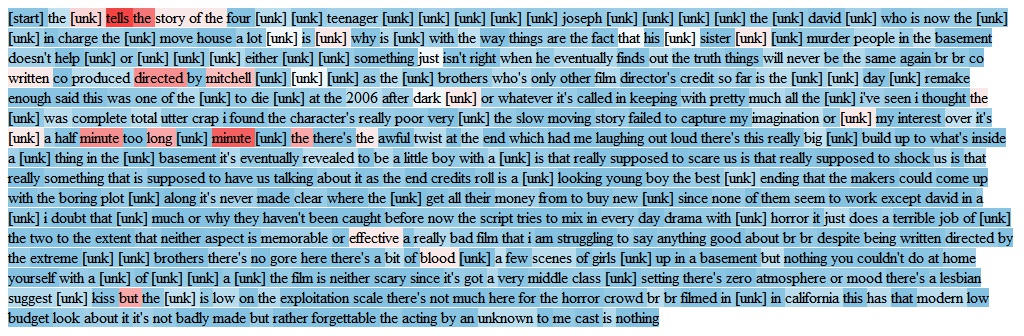 [start] the [unk] tells the story of the four [unk] [unk] teenager [unk] [unk] [unk] [unk] [unk] joseph [unk] [unk] [unk] [unk] the [unk] david [unk] who is now the [unk]
[unk] in charge the [unk] move house a lot [unk] is [unk] why is [unk] with the way things are the fact that his [unk] sister [unk] [unk] murder people in the basement
doesn't help [unk] or [unk] [unk] [unk] either [unk] [unk] something just isn't right when he eventually finds out the truth things will never be the same again br br co
written co produced directed by mitchell [unk] [unk] [unk] as the [unk] brothers who's only other film director's credit so far is the [unk] [unk] day [unk] remake
enough said this was one of the [unk] to die [unk] at the 2006 after dark [unk] or whatever it's called in keeping with pretty much all the [unk] i've seen i thought the
[unk] was complete total utter crap i found the character's really poor very [unk] the slow moving story failed to capture my imagination or [unk] my interest over it's
[unk] a half minute too long [unk] minute [unk] the there's the awful twist at the end which had me laughing out loud there's this really big [unk] build up to what's inside
a [unk] thing in the [unk] basement it's eventually revealed to be a little boy with a [unk] is that really supposed to scare us is that really supposed to shock us is that
really something that is supposed to have us talking about it as the end credits roll is a [unk] looking young boy the best [unk] ending that the makers could come up
with the boring plot [unk] along it's never made clear where the [unk] get all their money from to buy new [unk] since none of them seem to work except david in a
[unk] i doubt that [unk] much or why they haven't been caught before now the script tries to mix in every day drama with [unk] horror it just does a terrible job of [unk]
the two to the extent that neither aspect is memorable or effective a really bad film that i am struggling to say anything good about br br despite being written directed by
the extreme [unk] [unk] brothers there's no gore here there's a bit of blood [unk] a few scenes of girls [unk] up in a basement but nothing you couldn't do at home
yourself with a [unk] of [unk] [unk] a [unk] the film is neither scary since it's got a very middle class [unk] setting there's zero atmosphere or mood there's a lesbian
suggest [unk] kiss but the [unk] is low on the exploitation scale there's not much here for the horror crowd br br filmed in [unk] in california this has that modern low
budget look about it it's not badly made but rather forgettable the acting by an unknown to me cast is nothing